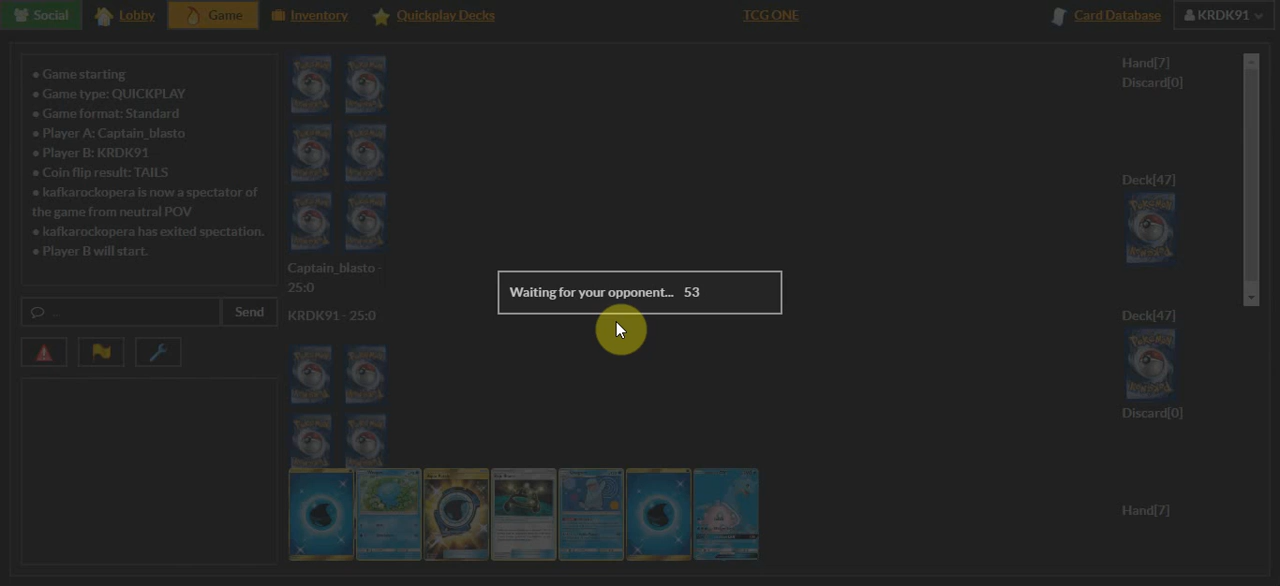 Social
Lobby
Game
Inventory
Quickplay Decks
TCG ONE
Card Database
KRDK91
• Game starting
• Game type: QUICKPLAY
• Game format: Standard
• Player A: Captain_blasto
• Player B: KRDK91
• Coin flip result: TAILS
• kafkarockopera is now a spectator of
the game from neutral POV
• kafkarockopera has exited spectation.
• Player B will start.
Send
Captain_blasto -
25:0
KRDK91 - 25:0
Waiting for your opponent... 53
Hand[7]
Discard[0]
Deck[47]
Deck[47]
Discard[0]
Hand[7]